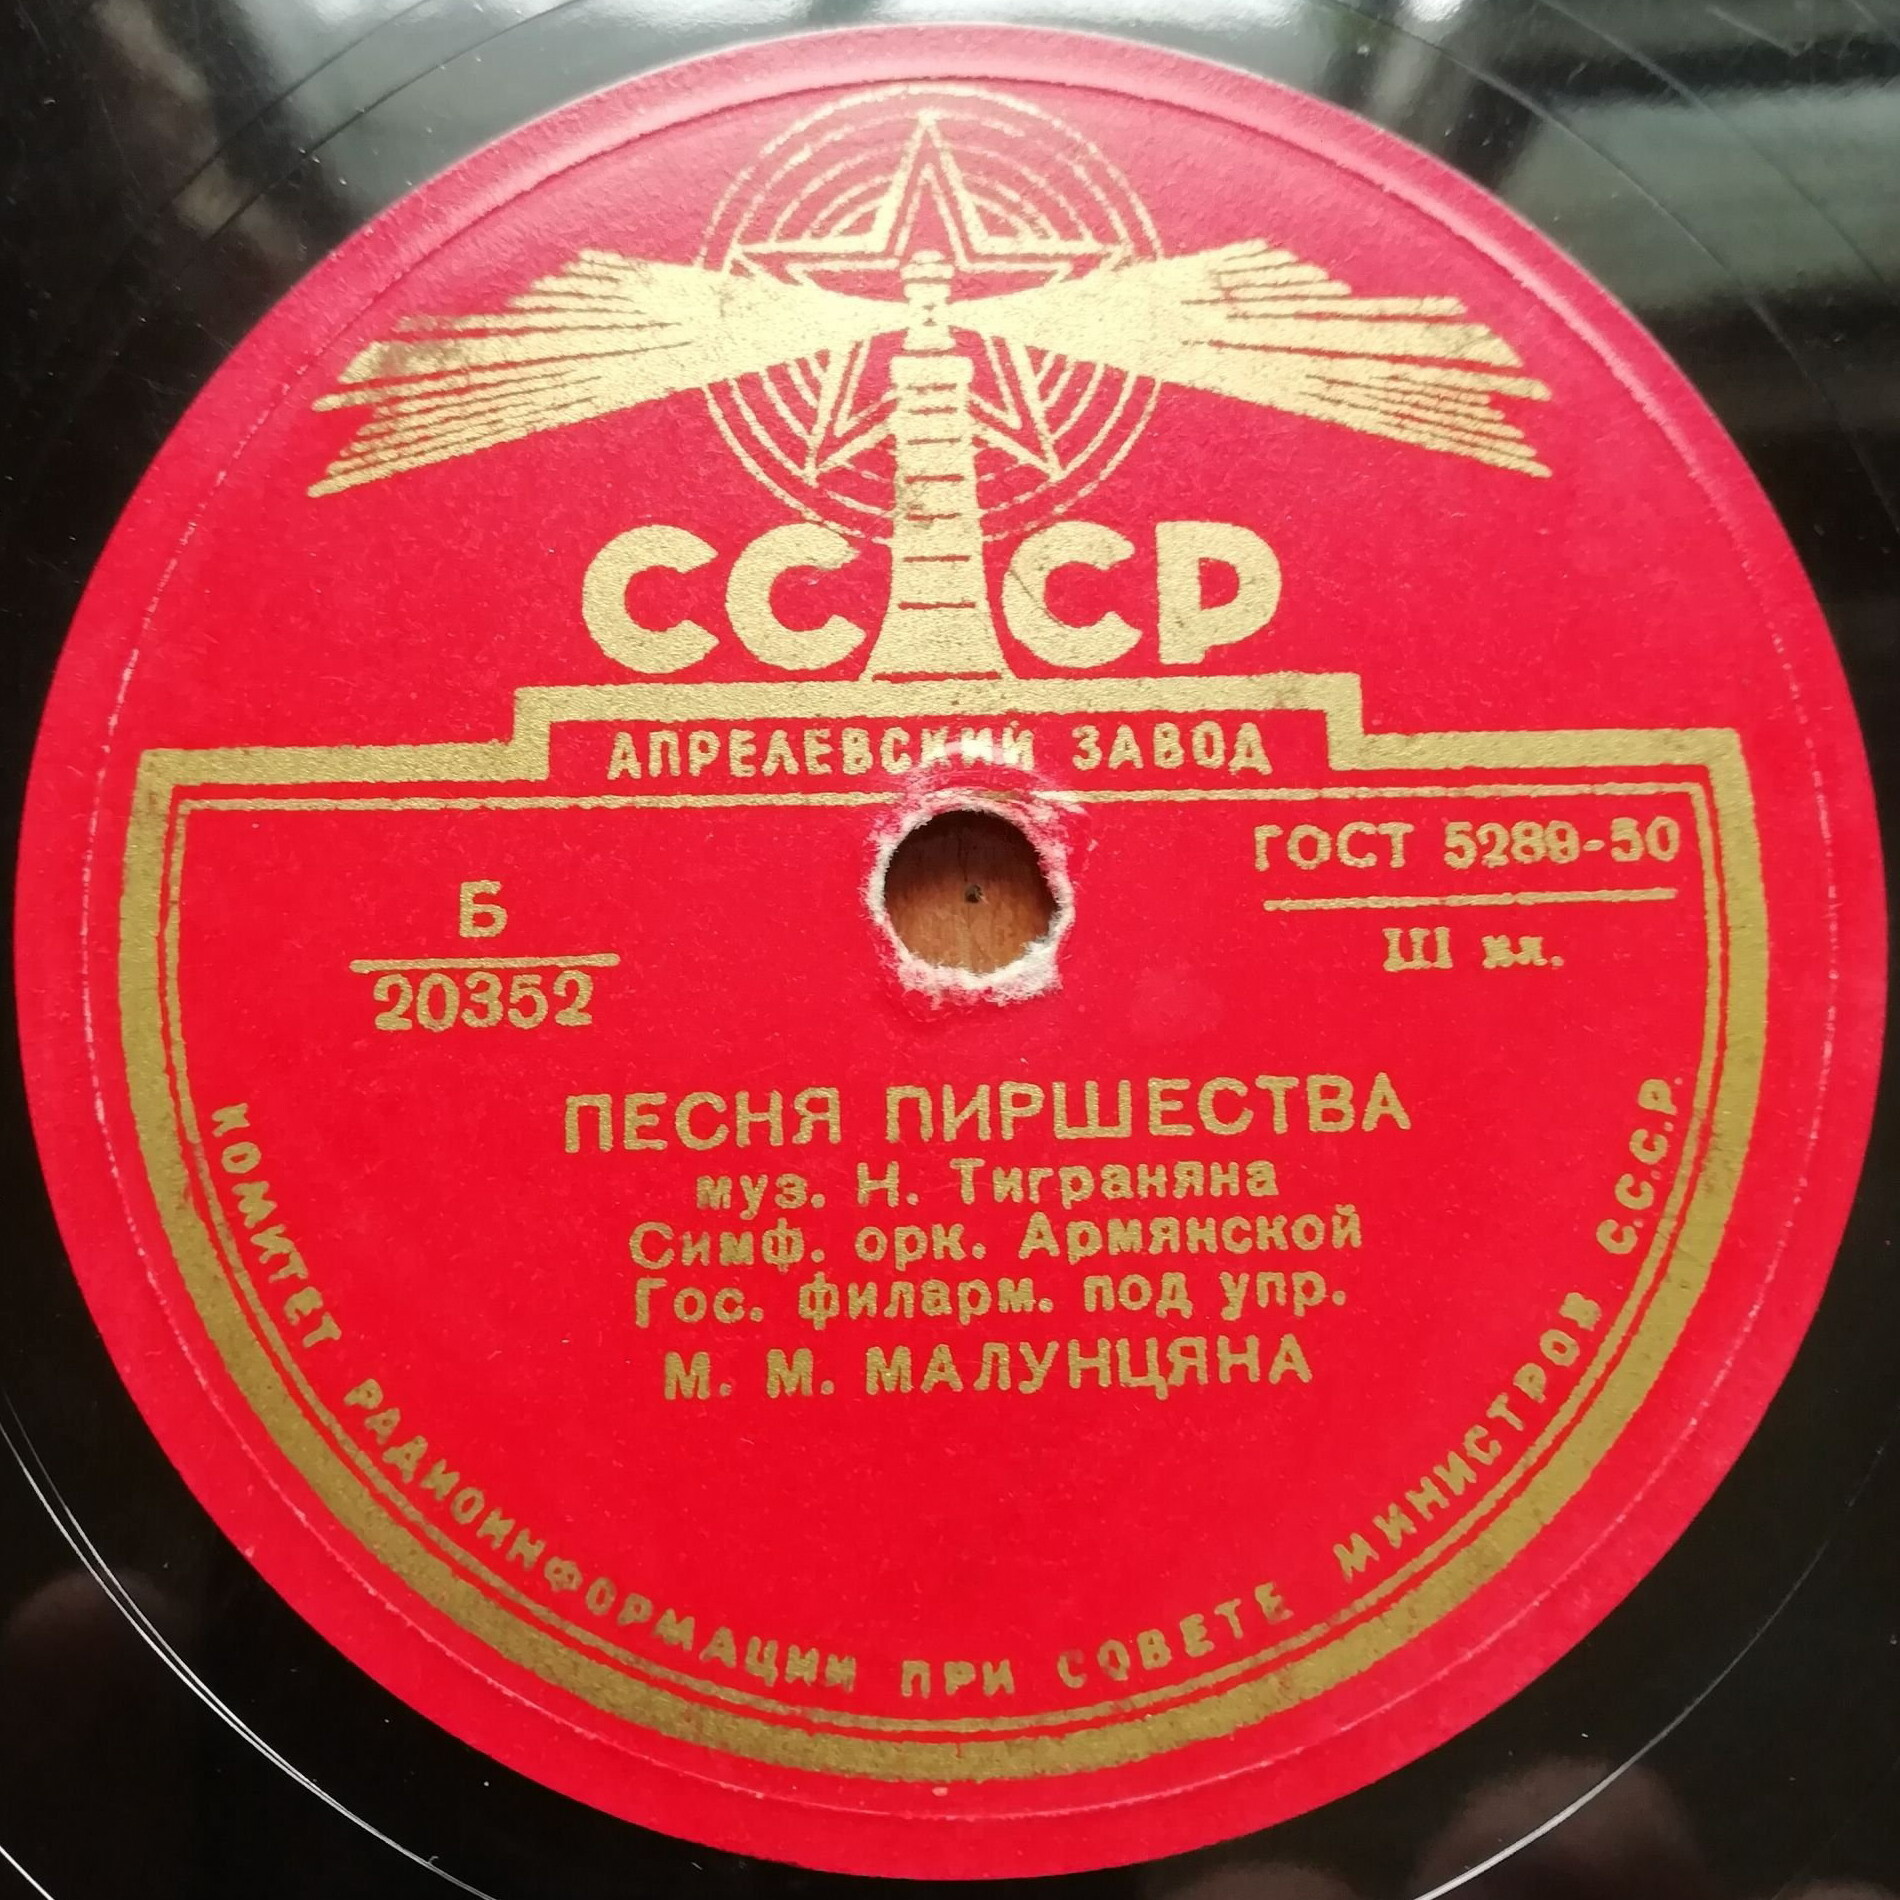 СССР
АПРЕЛЕВСКИЙ ЗАВОД
ГОСТ 5289-50
III кл.
Б
20352
ПЕСНЯ ПИРШЕСТВА
муз. Н. Тиграняна
Симф. орк. Армянской
Гос. филарм. под упр.
М. М. МАЛУНЦЯНА
КОМИТЕТ РАДИОИНФОРМАЦИИ ПРИ СОВЕТЕ МИНИСТРОВ С.С.С.Р.